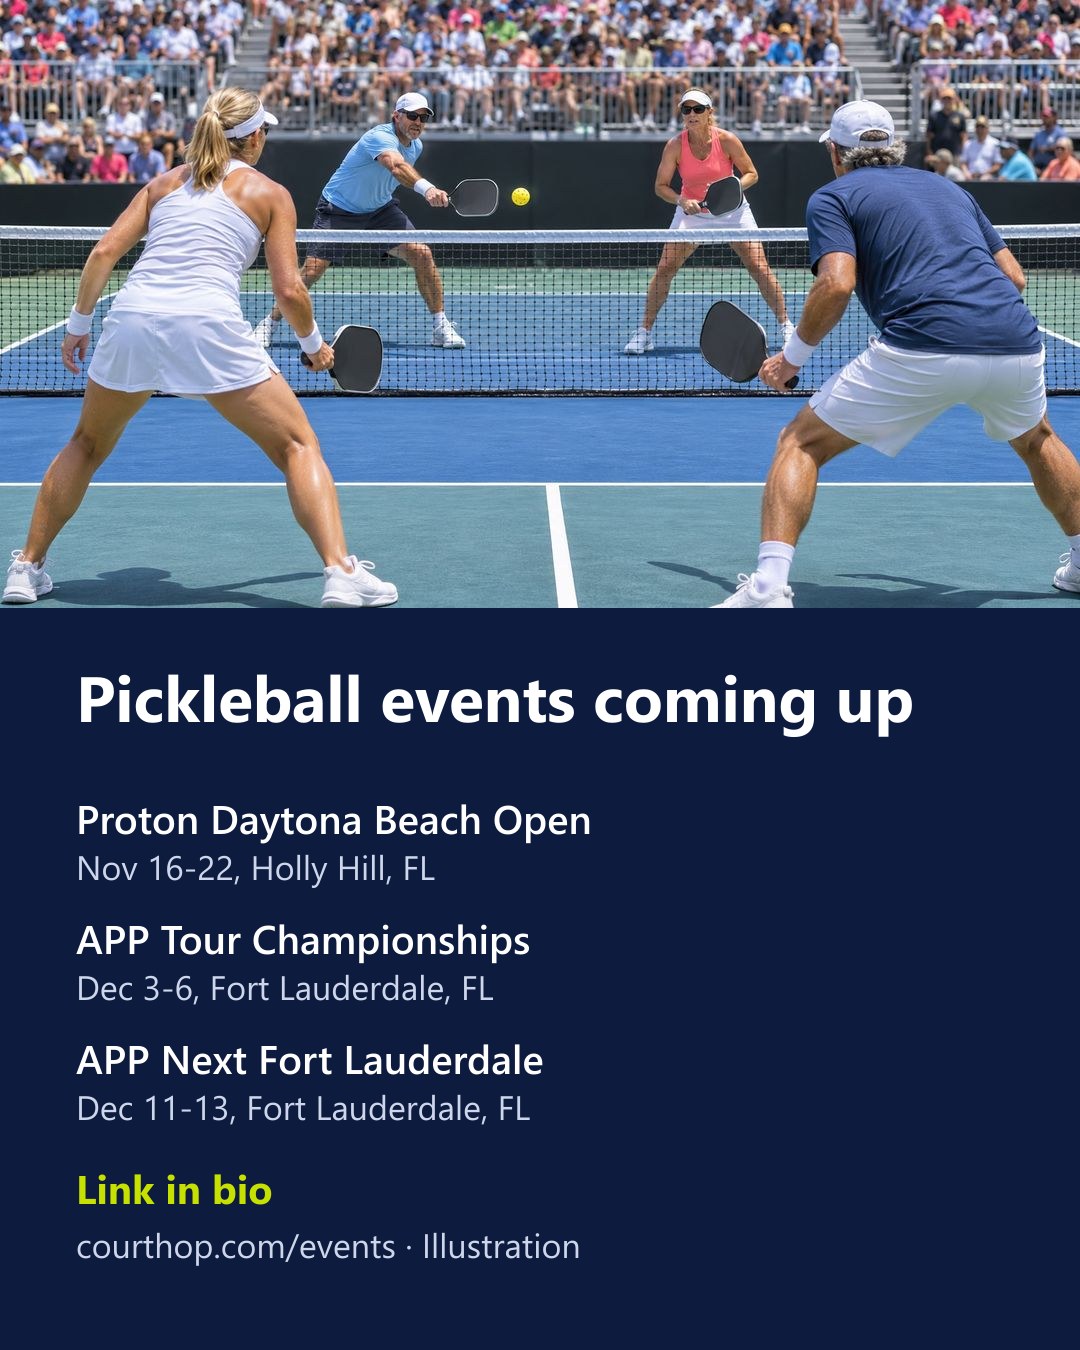 Pickleball events coming up
Proton Daytona Beach Open
Nov 16-22, Holly Hill, FL
APP Tour Championships
Dec 3-6, Fort Lauderdale, FL
APP Next Fort Lauderdale
Dec 11-13, Fort Lauderdale, FL
Link in bio
courthop.com/events · Illustration